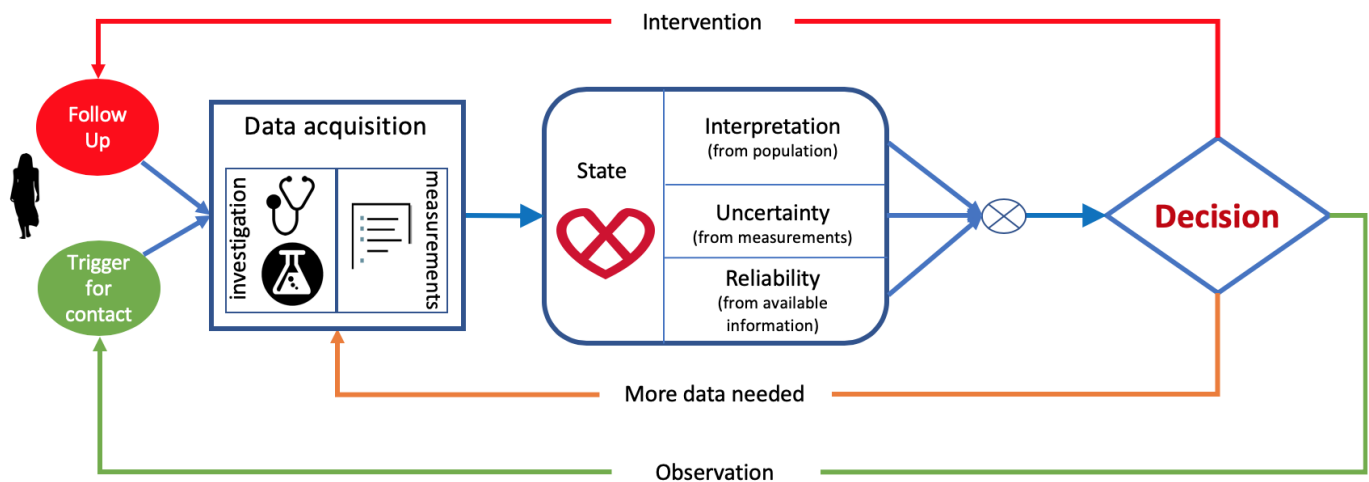 Intervention
Follow
Up
Data acquisition
investigation
measurements
State
Interpretation
(from population)
Uncertainty
(from measurements)
Reliability
(from available
information)
Decision
Trigger
for
contact
More data needed
Observation